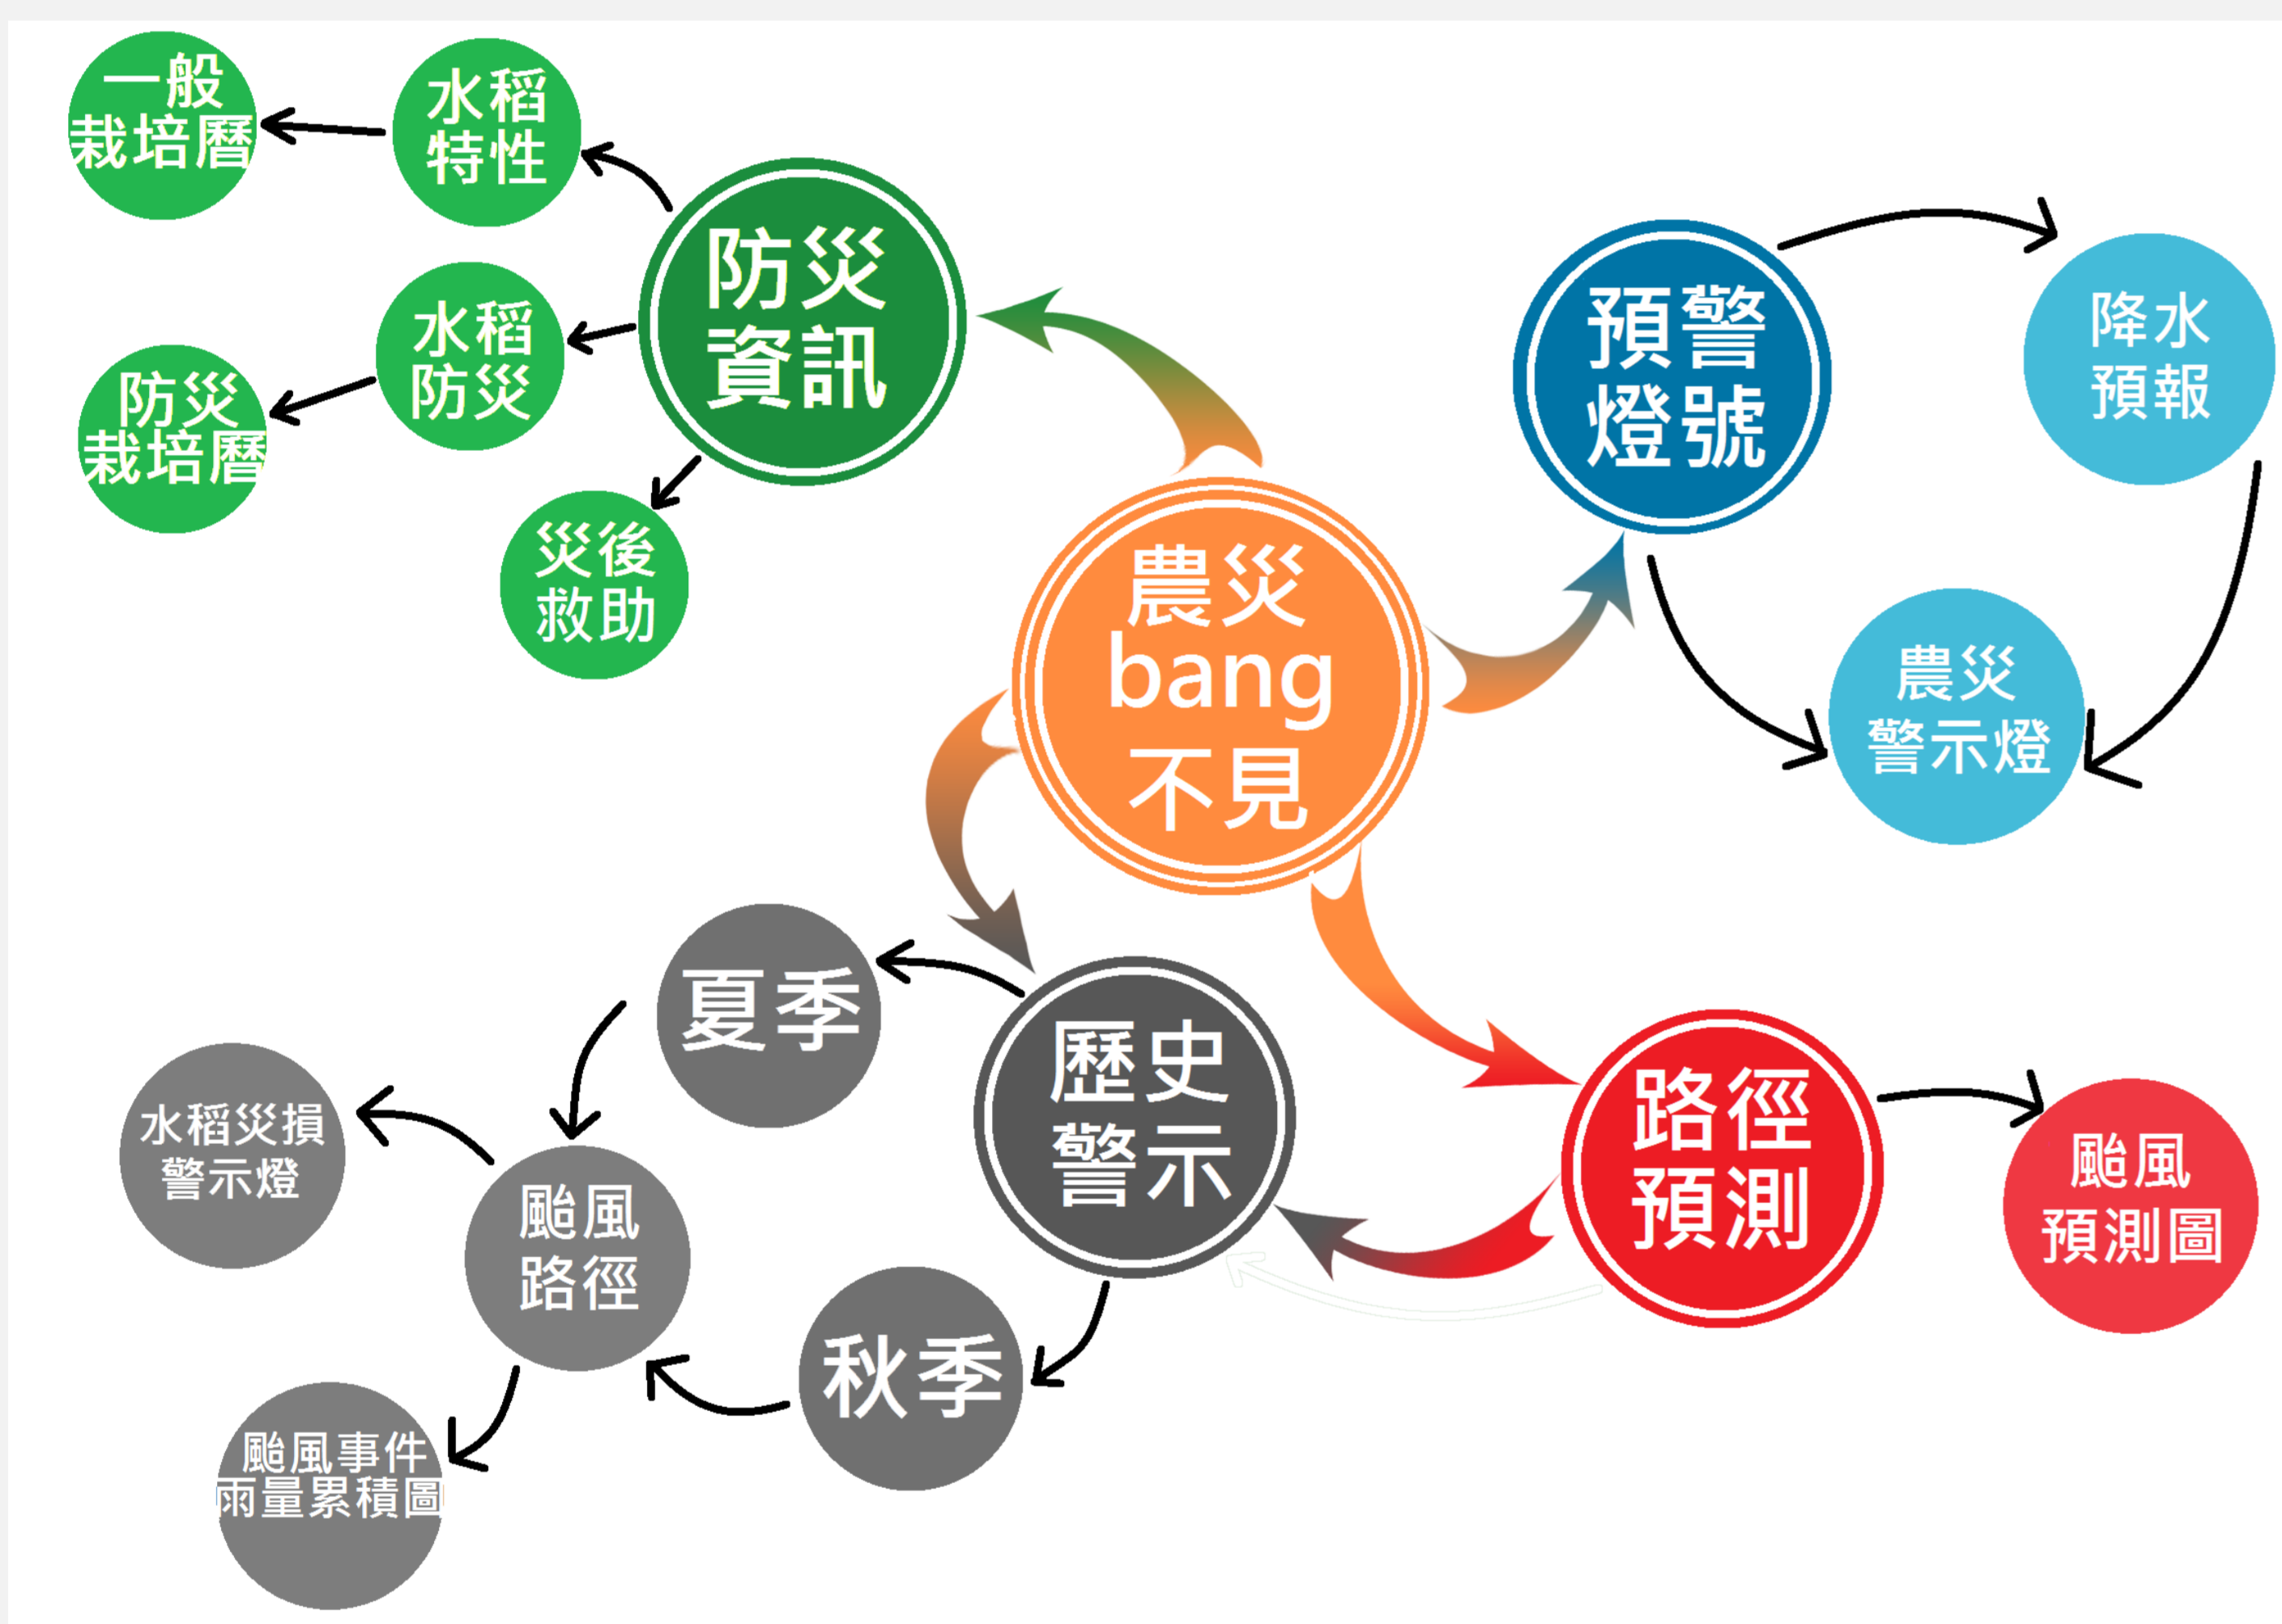 農災
bang
不見
防災
資訊
水稻
特性
一般
栽培曆
水稻
防災
防災
栽培曆
災後
救助
預警
燈號
降水
預報
農災
警示燈
歷史
警示
夏季
秋季
颱風
路徑
水稻災損
警示燈
颱風事件
雨量累積圖
路徑
預測
颱風
預測圖